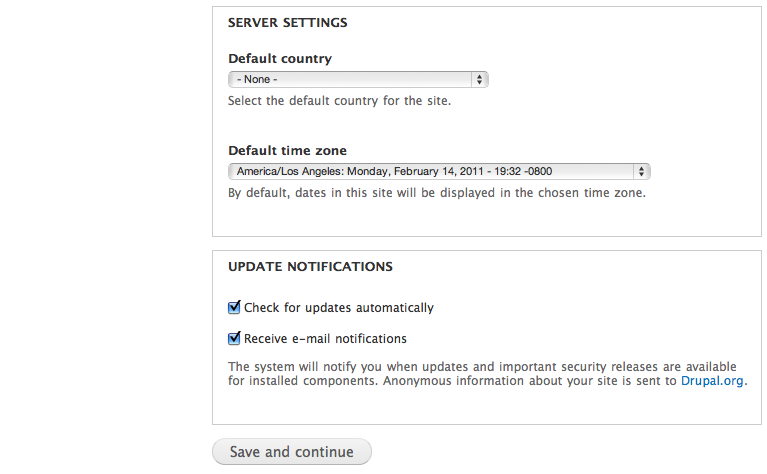 SERVER SETTINGS
Default country
- None -
Select the default country for the site.
Default time zone
America/Los Angeles: Monday, February 14, 2011 - 19:32 -0800
By default, dates in this site will be displayed in the chosen time zone.
UPDATE NOTIFICATIONS
Check for updates automatically
Receive e-mail notifications
The system will notify you when updates and important security releases are available
for installed components. Anonymous information about your site is sent to Drupal.org.
Save and continue